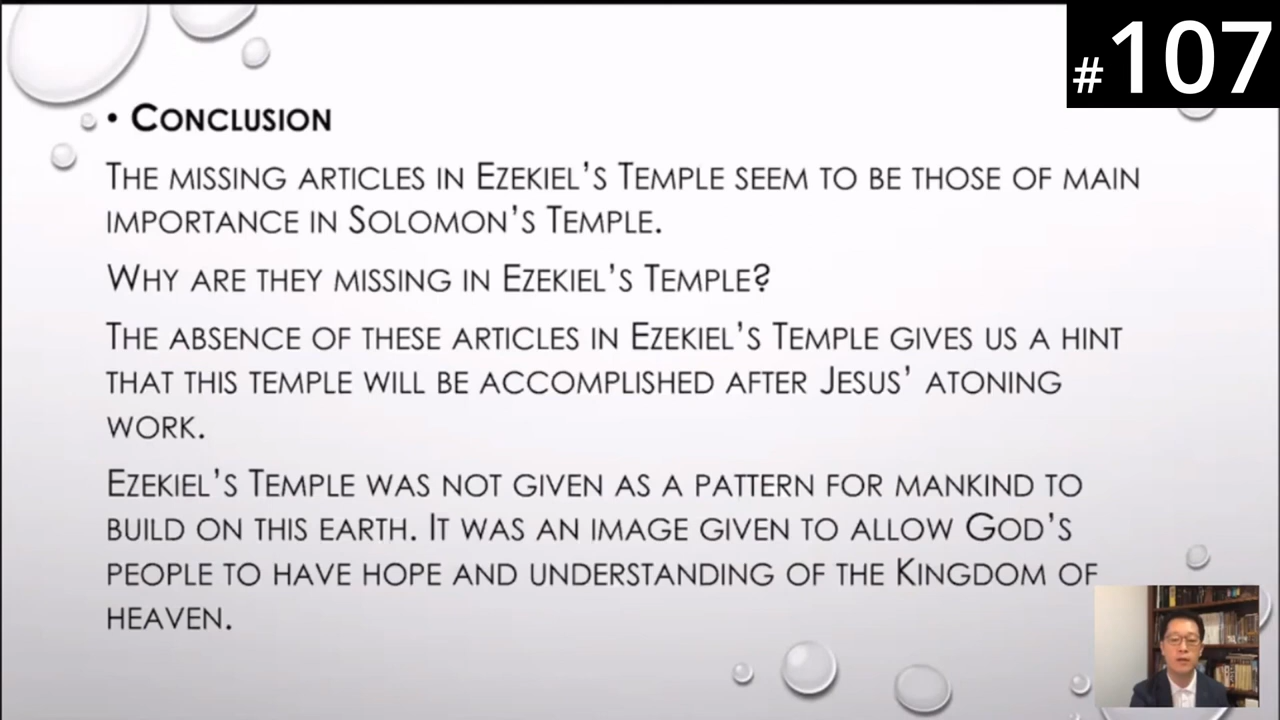 #107
• Conclusion
The missing articles in Ezekiel's Temple seem to be those of main
importance in Solomon's Temple.
Why are they missing in Ezekiel's Temple?
The absence of these articles in Ezekiel's Temple gives us a hint
that this temple will be accomplished after Jesus' atoning
work.
Ezekiel's Temple was not given as a pattern for mankind to
build on this earth. It was an image given to allow God's
people to have hope and understanding of the Kingdom of
heaven.